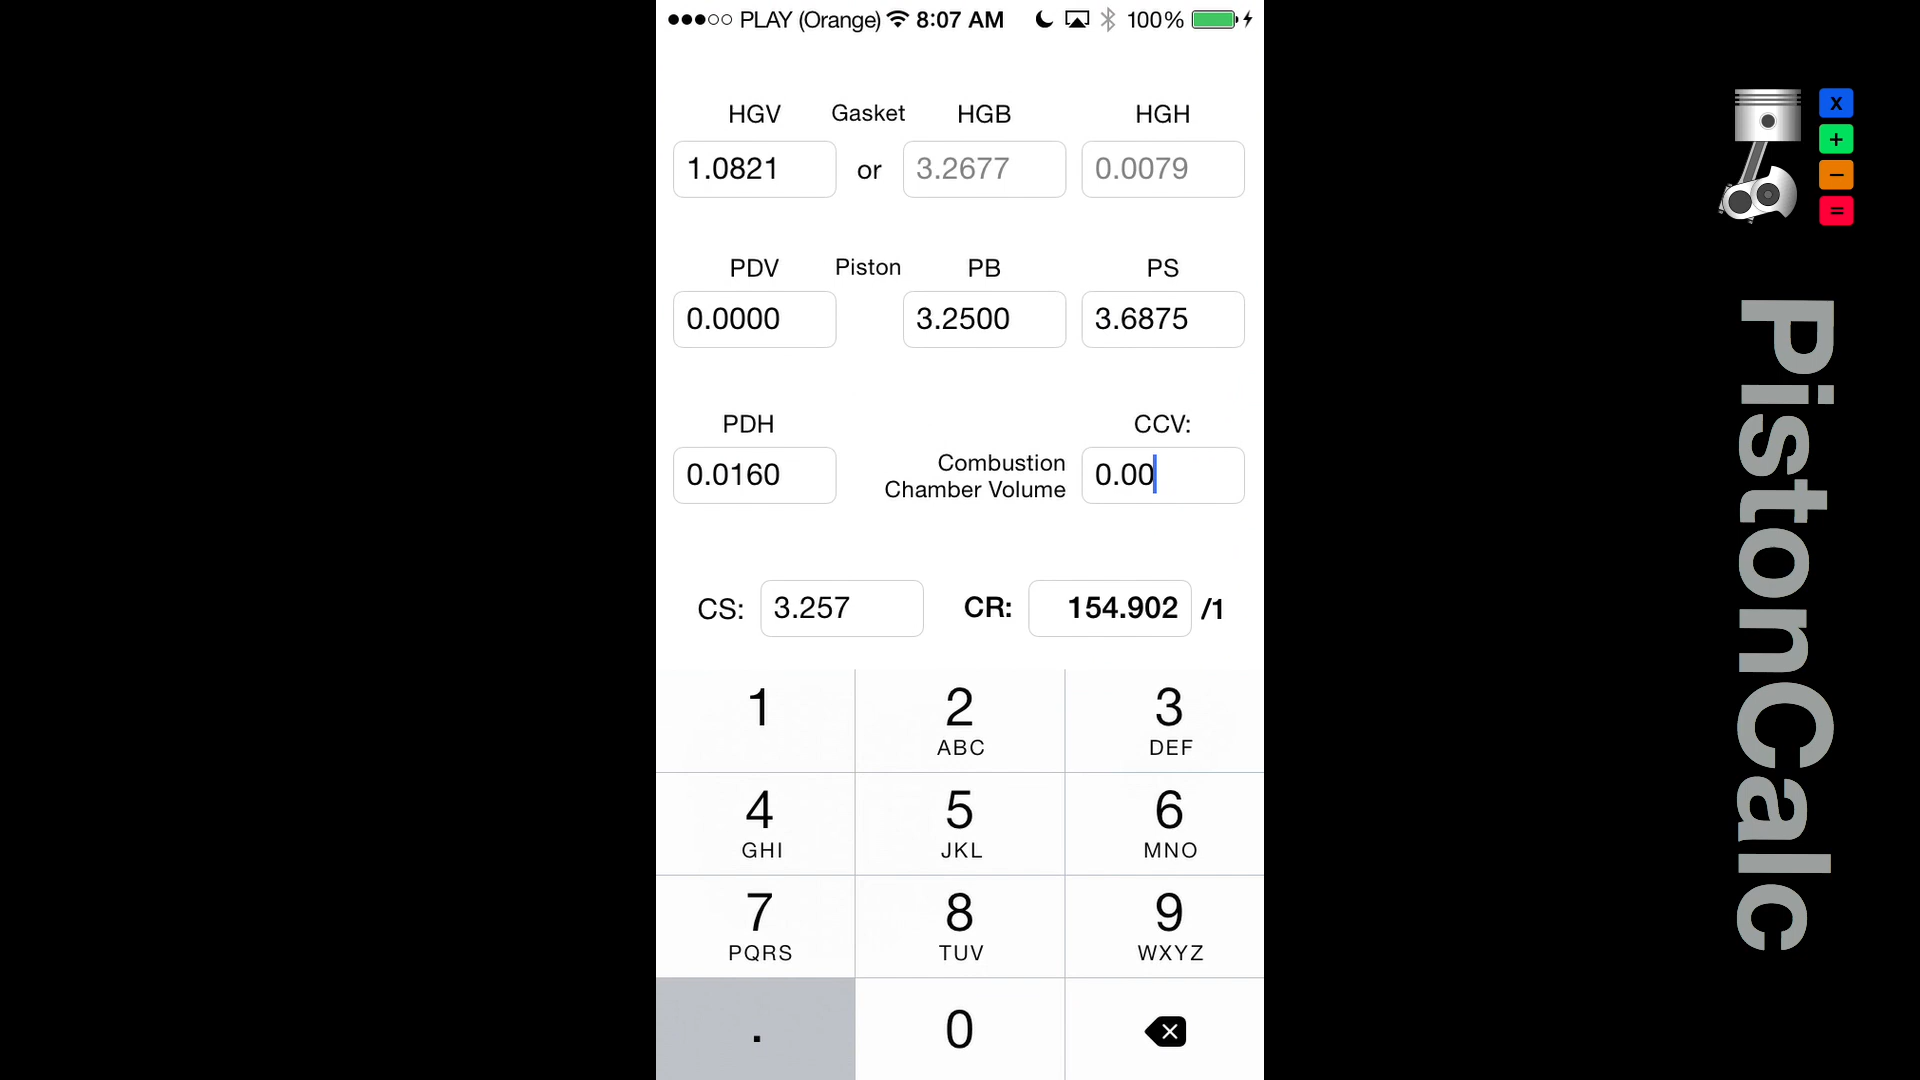 PLAY (Orange) 8:07 AM 100%
HGV Gasket HGB HGH
1.0821 or 3.2677 0.0079
PDV Piston PB PS
0.0000 3.2500 3.6875
PDH CCV:
0.0160 Combustion Chamber Volume 0.00
CS: 3.257 CR: 154.902 /1
1 2 3
ABC DEF
4 5 6
GHI JKL MNO
7 8 9
PQRS TUV WXYZ
. 0
x
+
−
=
PistonCalc